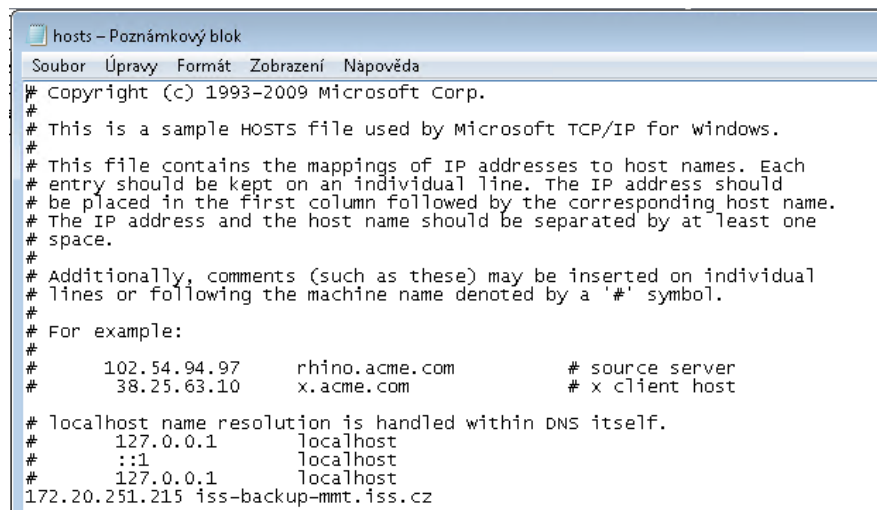 hosts – Poznámkový blok
Soubor Úpravy Formát Zobrazení Nápověda
# Copyright (c) 1993-2009 Microsoft Corp.
#
# This is a sample HOSTS file used by Microsoft TCP/IP for Windows.
#
# This file contains the mappings of IP addresses to host names. Each
# entry should be kept on an individual line. The IP address should
# be placed in the first column followed by the corresponding host name.
# The IP address and the host name should be separated by at least one
# space.
#
# Additionally, comments (such as these) may be inserted on individual
# lines or following the machine name denoted by a '#' symbol.
#
# For example:
#
#      102.54.94.97     rhino.acme.com          # source server
#       38.25.63.10     x.acme.com              # x client host

# localhost name resolution is handled within DNS itself.
#       127.0.0.1       localhost
#       ::1             localhost
#       127.0.0.1       localhost
172.20.251.215 iss-backup-mmt.iss.cz